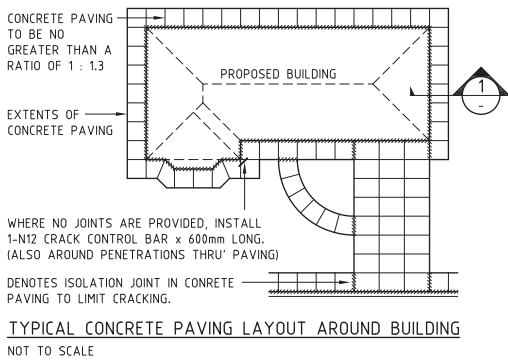 CONCRETE PAVING
TO BE NO
GREATER THAN A
RATIO OF 1 : 1.3
PROPOSED BUILDING
1
-
EXTENTS OF
CONCRETE PAVING
WHERE NO JOINTS ARE PROVIDED, INSTALL
1-N12 CRACK CONTROL BAR x 600mm LONG.
(ALSO AROUND PENETRATIONS THRU' PAVING)
DENOTES ISOLATION JOINT IN CONRETE
PAVING TO LIMIT CRACKING.
TYPICAL CONCRETE PAVING LAYOUT AROUND BUILDING
NOT TO SCALE